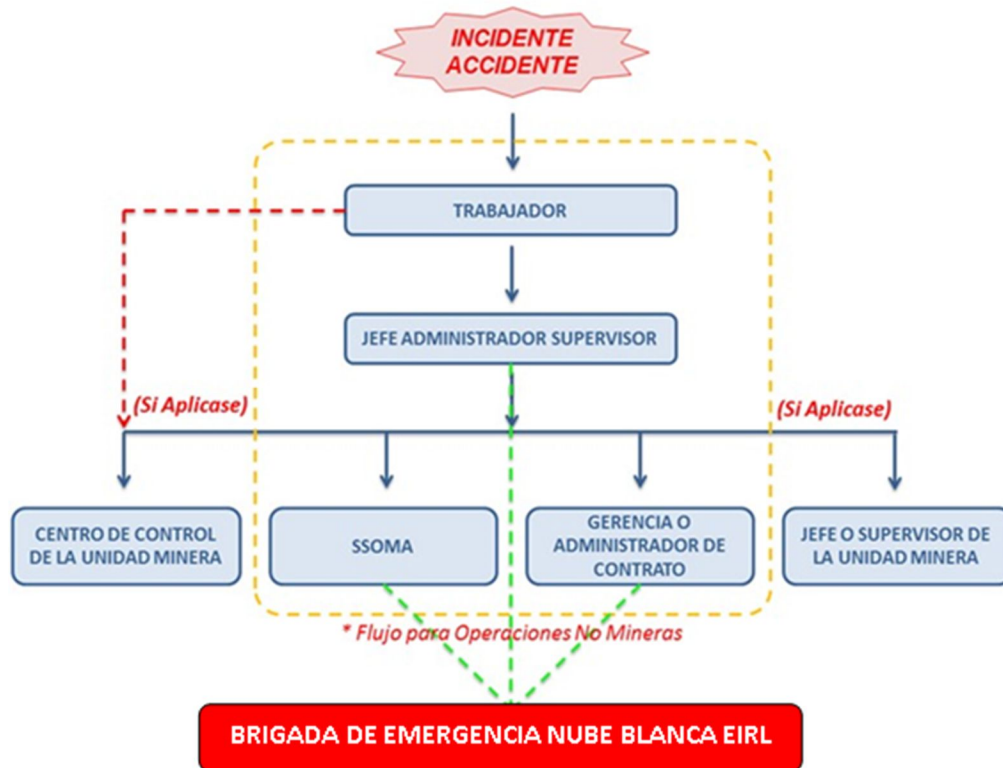 INCIDENTE
ACCIDENTE
TRABAJADOR
JEFE ADMINISTRADOR SUPERVISOR
(Si Aplicase)
(Si Aplicase)
CENTRO DE CONTROL
DE LA UNIDAD MINERA
SSOMA
GERENCIA O
ADMINISTRADOR DE
CONTRATO
JEFE O SUPERVISOR DE
LA UNIDAD MINERA
* Flujo para Operaciones No Mineras
BRIGADA DE EMERGENCIA NUBE BLANCA EIRL